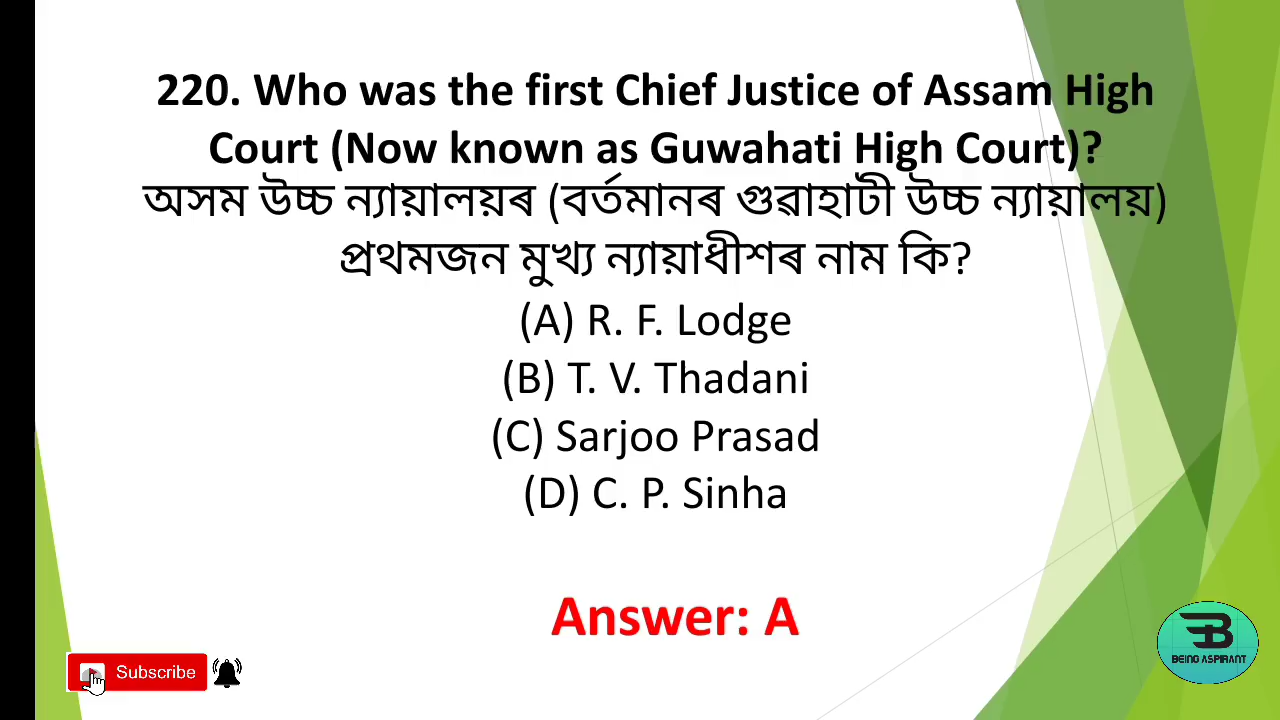 220. Who was the first Chief Justice of Assam High
Court (Now known as Guwahati High Court)?
অসম উচ্চ ন্যায়ালয়ৰ (বৰ্তমানৰ গুৱাহাটী উচ্চ ন্যায়ালয়)
প্ৰথমজন মুখ্য ন্যায়াধীশৰ নাম কি?
(A) R. F. Lodge
(B) T. V. Thadani
(C) Sarjoo Prasad
(D) C. P. Sinha
Answer: A
Subscribe
BEING ASPIRANT